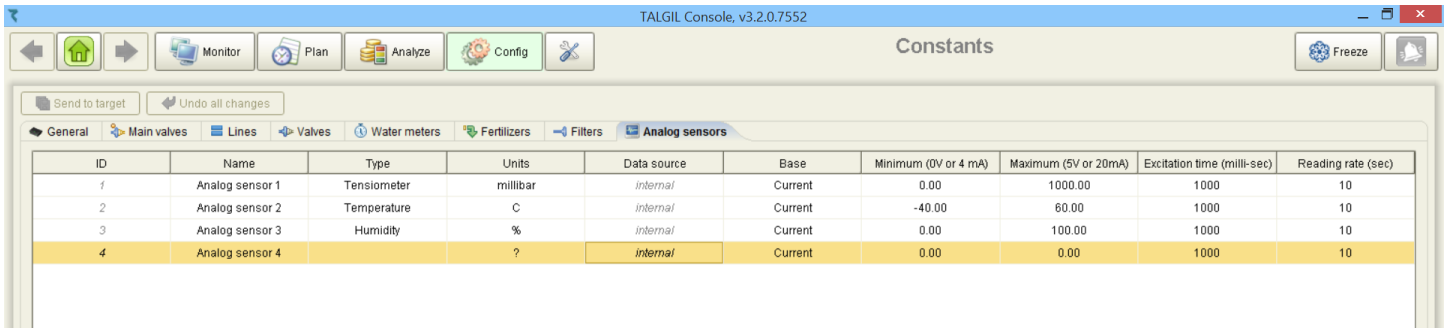 TALGIL Console, v3.2.0.7552
Monitor Plan Analyze Config Constants Freeze
Send to target Undo all changes
General Main valves Lines Valves Water meters Fertilizers Filters Analog sensors
ID Name Type Units Data source Base Minimum (0V or 4 mA) Maximum (5V or 20mA) Excitation time (milli-sec) Reading rate (sec)
1 Analog sensor 1 Tensiometer millibar internal Current 0.00 1000.00 1000 10
2 Analog sensor 2 Temperature C internal Current -40.00 60.00 1000 10
3 Analog sensor 3 Humidity % internal Current 0.00 100.00 1000 10
4 Analog sensor 4 ? internal Current 0.00 0.00 1000 10